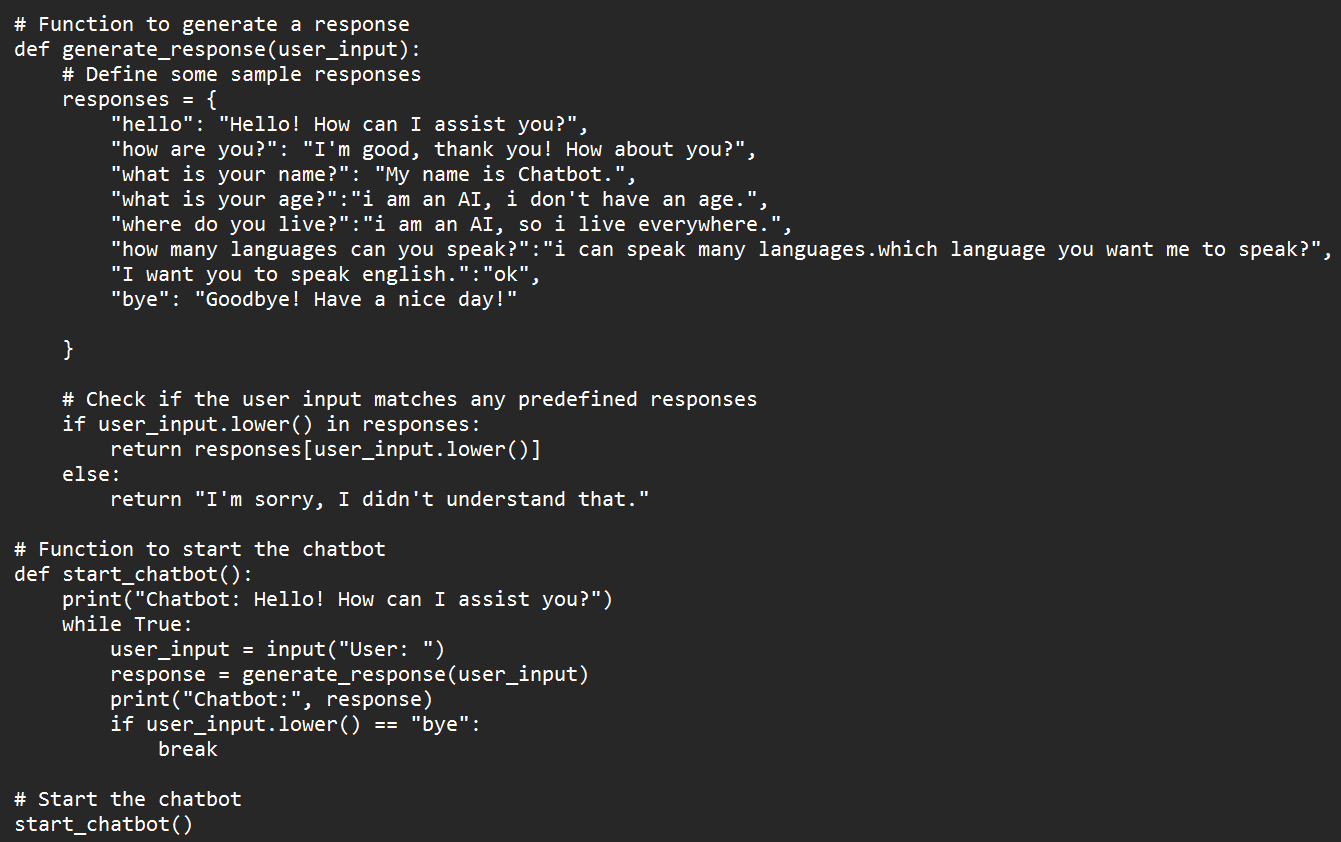 # Function to generate a response
def generate_response(user_input):
    # Define some sample responses
    responses = {
        "hello": "Hello! How can I assist you?",
        "how are you?": "I'm good, thank you! How about you?",
        "what is your name?": "My name is Chatbot.",
        "what is your age?":"i am an AI, i don't have an age.",
        "where do you live?":"i am an AI, so i live everywhere.",
        "how many languages can you speak?":"i can speak many languages.which language you want me to speak?",
        "I want you to speak english.":"ok",
        "bye": "Goodbye! Have a nice day!"

    }

    # Check if the user input matches any predefined responses
    if user_input.lower() in responses:
        return responses[user_input.lower()]
    else:
        return "I'm sorry, I didn't understand that."

# Function to start the chatbot
def start_chatbot():
    print("Chatbot: Hello! How can I assist you?")
    while True:
        user_input = input("User: ")
        response = generate_response(user_input)
        print("Chatbot:", response)
        if user_input.lower() == "bye":
            break

# Start the chatbot
start_chatbot()